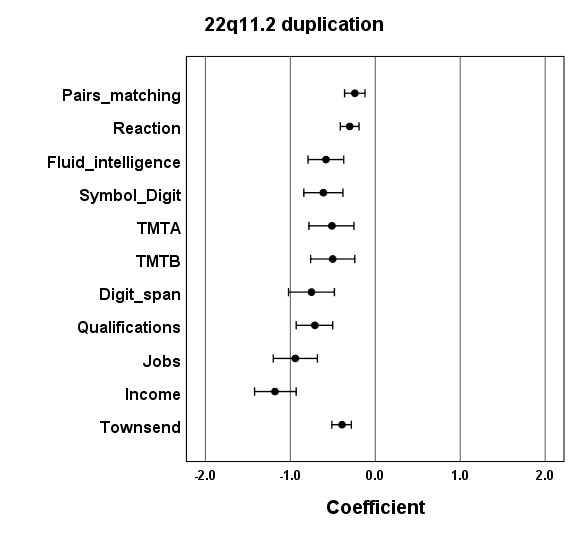 22q11.2 duplication
Pairs_matching
Reaction
Fluid_intelligence
Symbol_Digit
TMTA
TMTB
Digit_span
Qualifications
Jobs
Income
Townsend
-2.0 -1.0 0.0 1.0 2.0
Coefficient